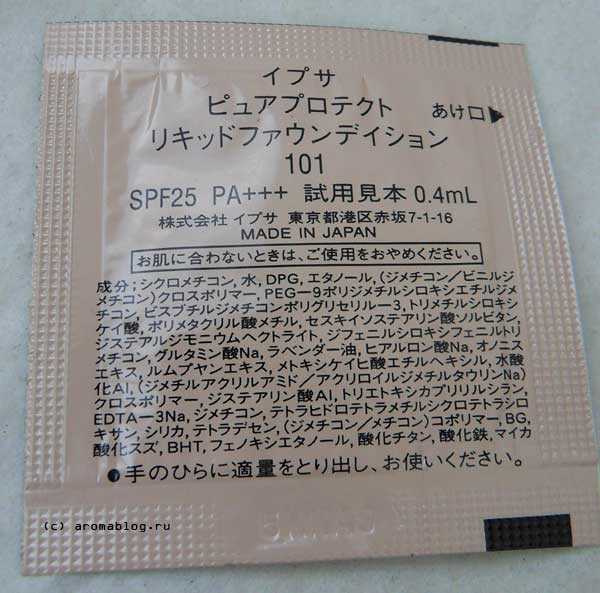 イプサ
ピュアプロテクト
あけ口▶
リキッドファウンデイション
101
SPF25 PA+++ 試用見本 0.4mL
株式会社 イプサ 東京都港区赤坂7-1-16
MADE IN JAPAN
お肌に合わないときは、ご使用をおやめください。
成分；シクロメチコン, 水, DPG, エタノール, (ジメチコン／ビニルジ
メチコン)クロスポリマー, PEG－9ポリジメチルシロキシエチルジメ
チコン, ビスブチルジメチコンポリグリセリル－3, トリメチルシロキシ
ケイ酸, ポリメタクリル酸メチル, セスキイソステアリン酸ソルビタン,
ジステアルジモニウムヘクトライト, ジフェニルシロキシフェニルトリ
メチコン, グルタミン酸Na, ラベンダー油, ヒアルロン酸Na, オノニス
エキス, ルムプヤンエキス, メトキシケイヒ酸エチルヘキシル, 水酸
化Al, (ジメチルアクリルアミド／アクリロイルジメチルタウリンNa)
クロスポリマー, ジステアリン酸Al, トリエトキシカプリリルシラン,
EDTA－3Na, ジメチコン, テトラヒドロテトラメチルシクロテトラシロ
キサン, シリカ, テトラデセン, (ジメチコン／メチコン)コポリマー, BG,
酸化スズ, BHT, フェノキシエタノール, 酸化チタン, 酸化鉄, マイカ
●手のひらに適量をとり出し、お使いください。
(c) aromablog.ru